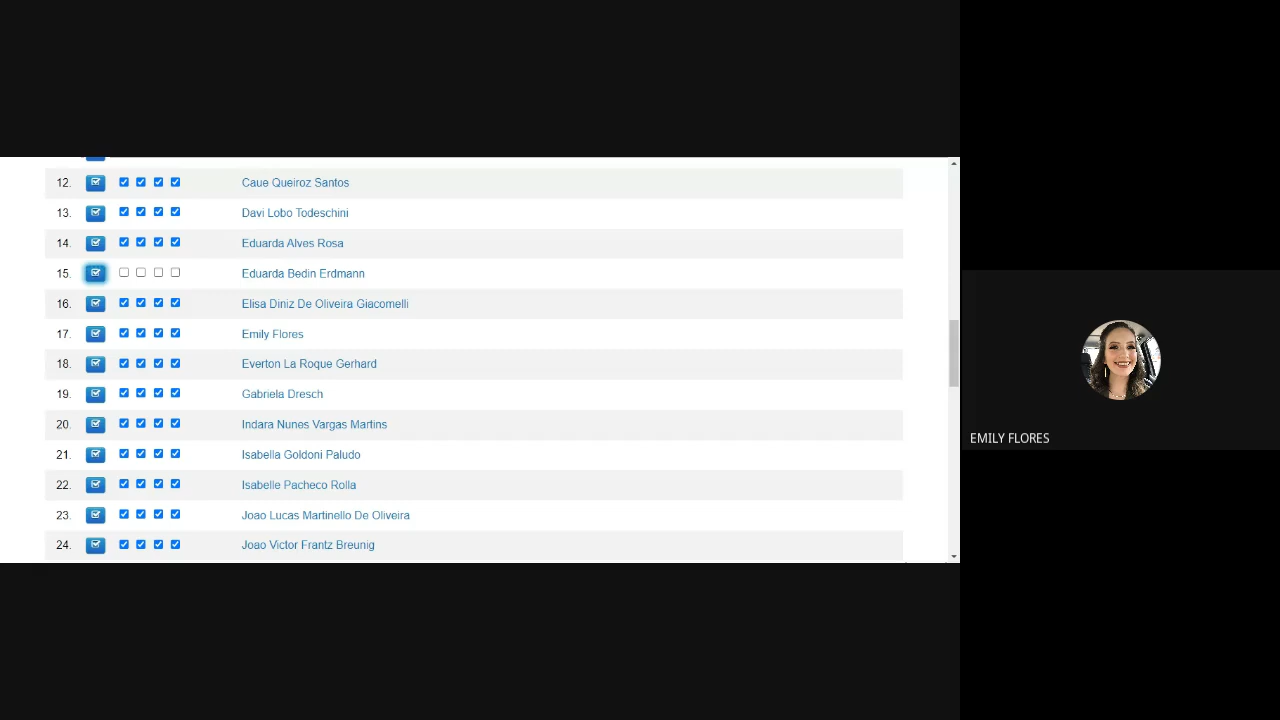 12. Caue Queiroz Santos
13. Davi Lobo Todeschini
14. Eduarda Alves Rosa
15. Eduarda Bedin Erdmann
16. Elisa Diniz De Oliveira Giacomelli
17. Emily Flores
18. Everton La Roque Gerhard
19. Gabriela Dresch
20. Indara Nunes Vargas Martins
21. Isabella Goldoni Paludo
22. Isabelle Pacheco Rolla
23. Joao Lucas Martinello De Oliveira
24. Joao Victor Frantz Breunig
EMILY FLORES